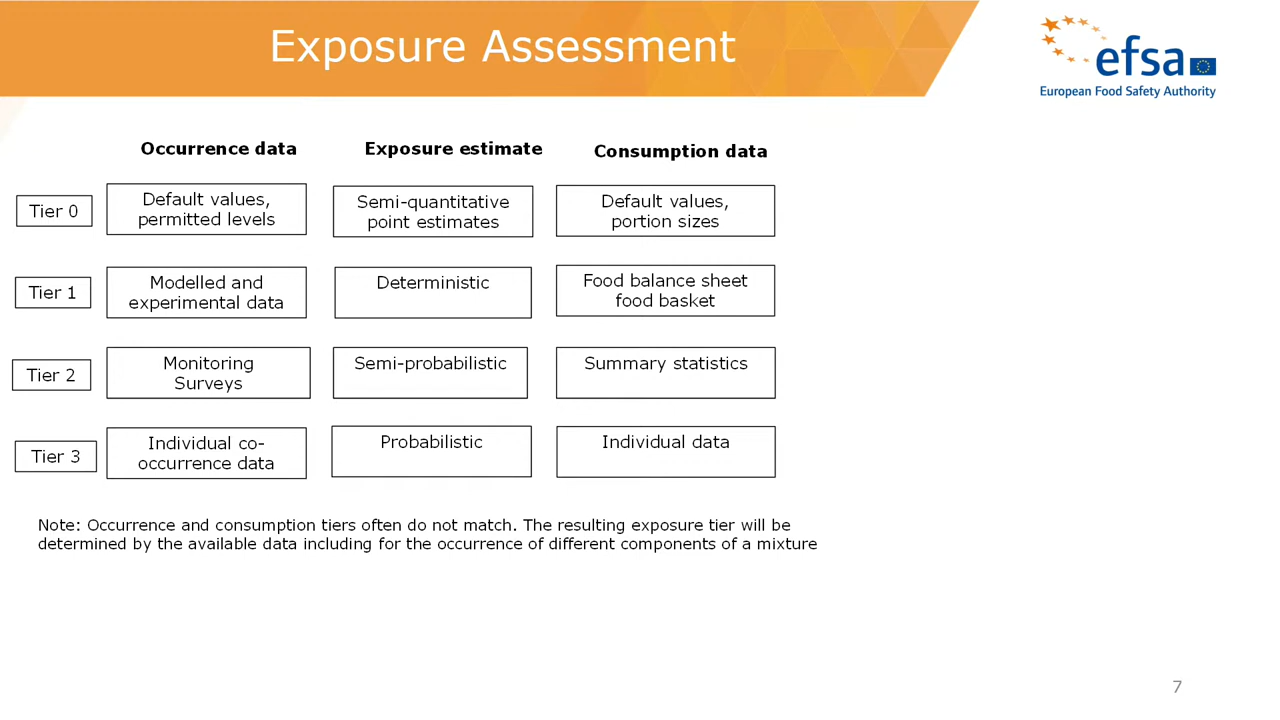 Exposure Assessment
efsa
European Food Safety Authority
Occurrence data
Exposure estimate
Consumption data
Tier 0
Default values,
permitted levels
Semi-quantitative
point estimates
Default values,
portion sizes
Tier 1
Modelled and
experimental data
Deterministic
Food balance sheet
food basket
Tier 2
Monitoring
Surveys
Semi-probabilistic
Summary statistics
Tier 3
Individual co-
occurrence data
Probabilistic
Individual data
Note: Occurrence and consumption tiers often do not match. The resulting exposure tier will be
determined by the available data including for the occurrence of different components of a mixture
7